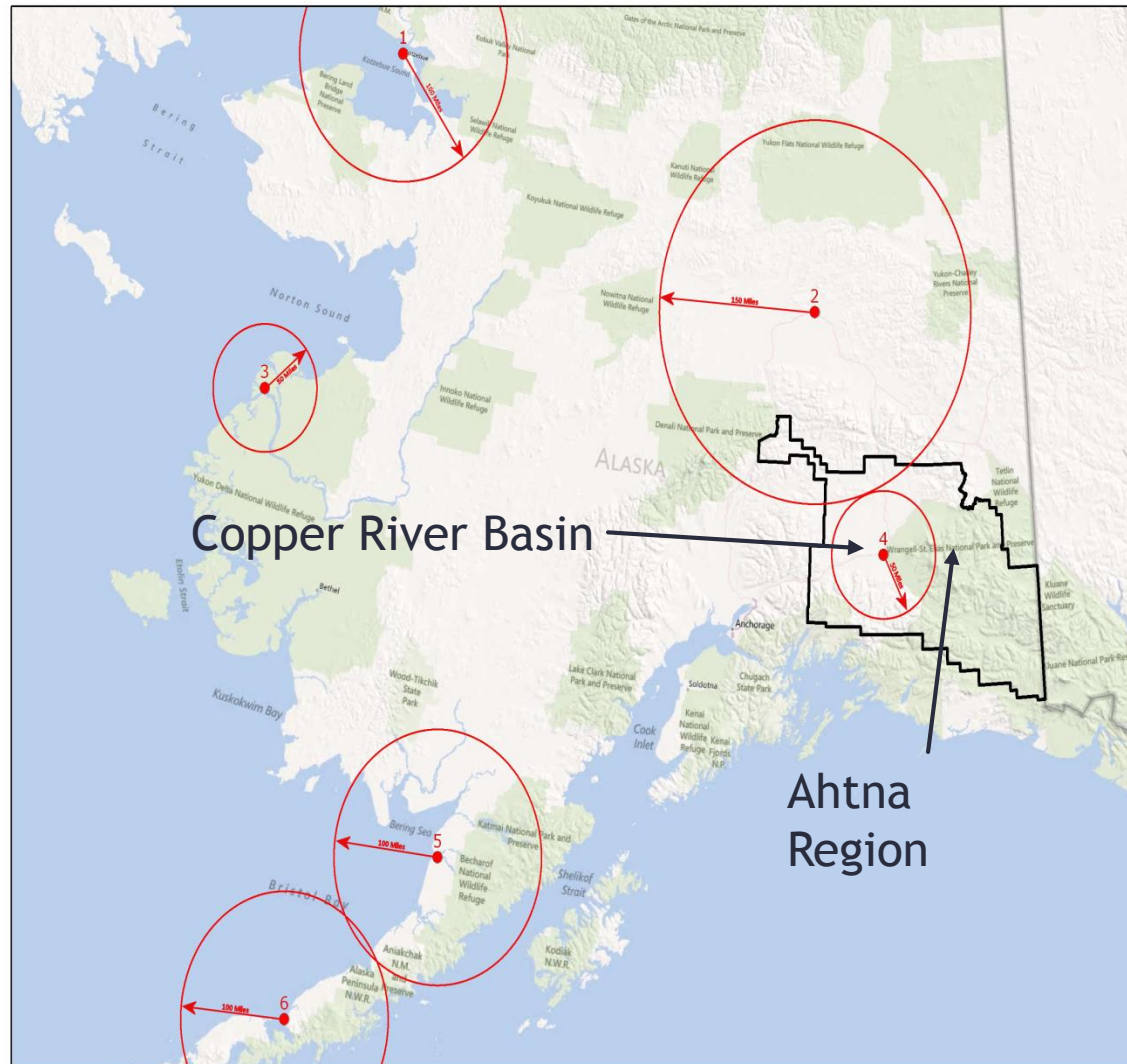 Gates of the Arctic National Park and Preserve
N.M.
Kobuk Valley National
Park
1
Kotzebue
Kotzebue Sound
100 Miles
Bering Land
Bridge
National
Preserve
Selawik National
Wildlife Refuge
Bering
Strait
Yukon Flats National Wildlife Refuge
Kanuti National
Wildlife Refuge
Koyukuk National Wildlife Refuge
Norton Sound
Nowitna National
Wildlife Refuge
150 Miles
2
Yukon-Charley
Rivers National
Preserve
3
50 Miles
Innoko National
Wildlife Refuge
Denali National Park and Preserve
ALASKA
Tetlin
National
Wildlife
Refuge
Yukon Delta National Wildlife Refuge
Copper River Basin
4
Wrangell-St. Elias National Park and Preserve
50 Miles
Etolin Strait
Bethel
Kluane
Wildlife
Sanctuary
Anchorage
Kluane National Park Res
Wood-Tikchik
State
Park
Lake Clark National
Park and Preserve
Soldotna
Chugach
State Park
Kuskokwim Bay
Cook
Inlet
Kenai
National
Wildlife
Refuge
Kenai
Fjords
N.P.
Ahtna
Region
Bering Sea
100 Miles
5
Katmai National Park and
Preserve
Becharof
National
Wildlife
Refuge
Shelikof
Strait
Bristol Bay
Aniakchak
N.M.
and
Preserve
Kodiak
N.W.R.
Alaska
Peninsula
N.W.R.
100 Miles
6